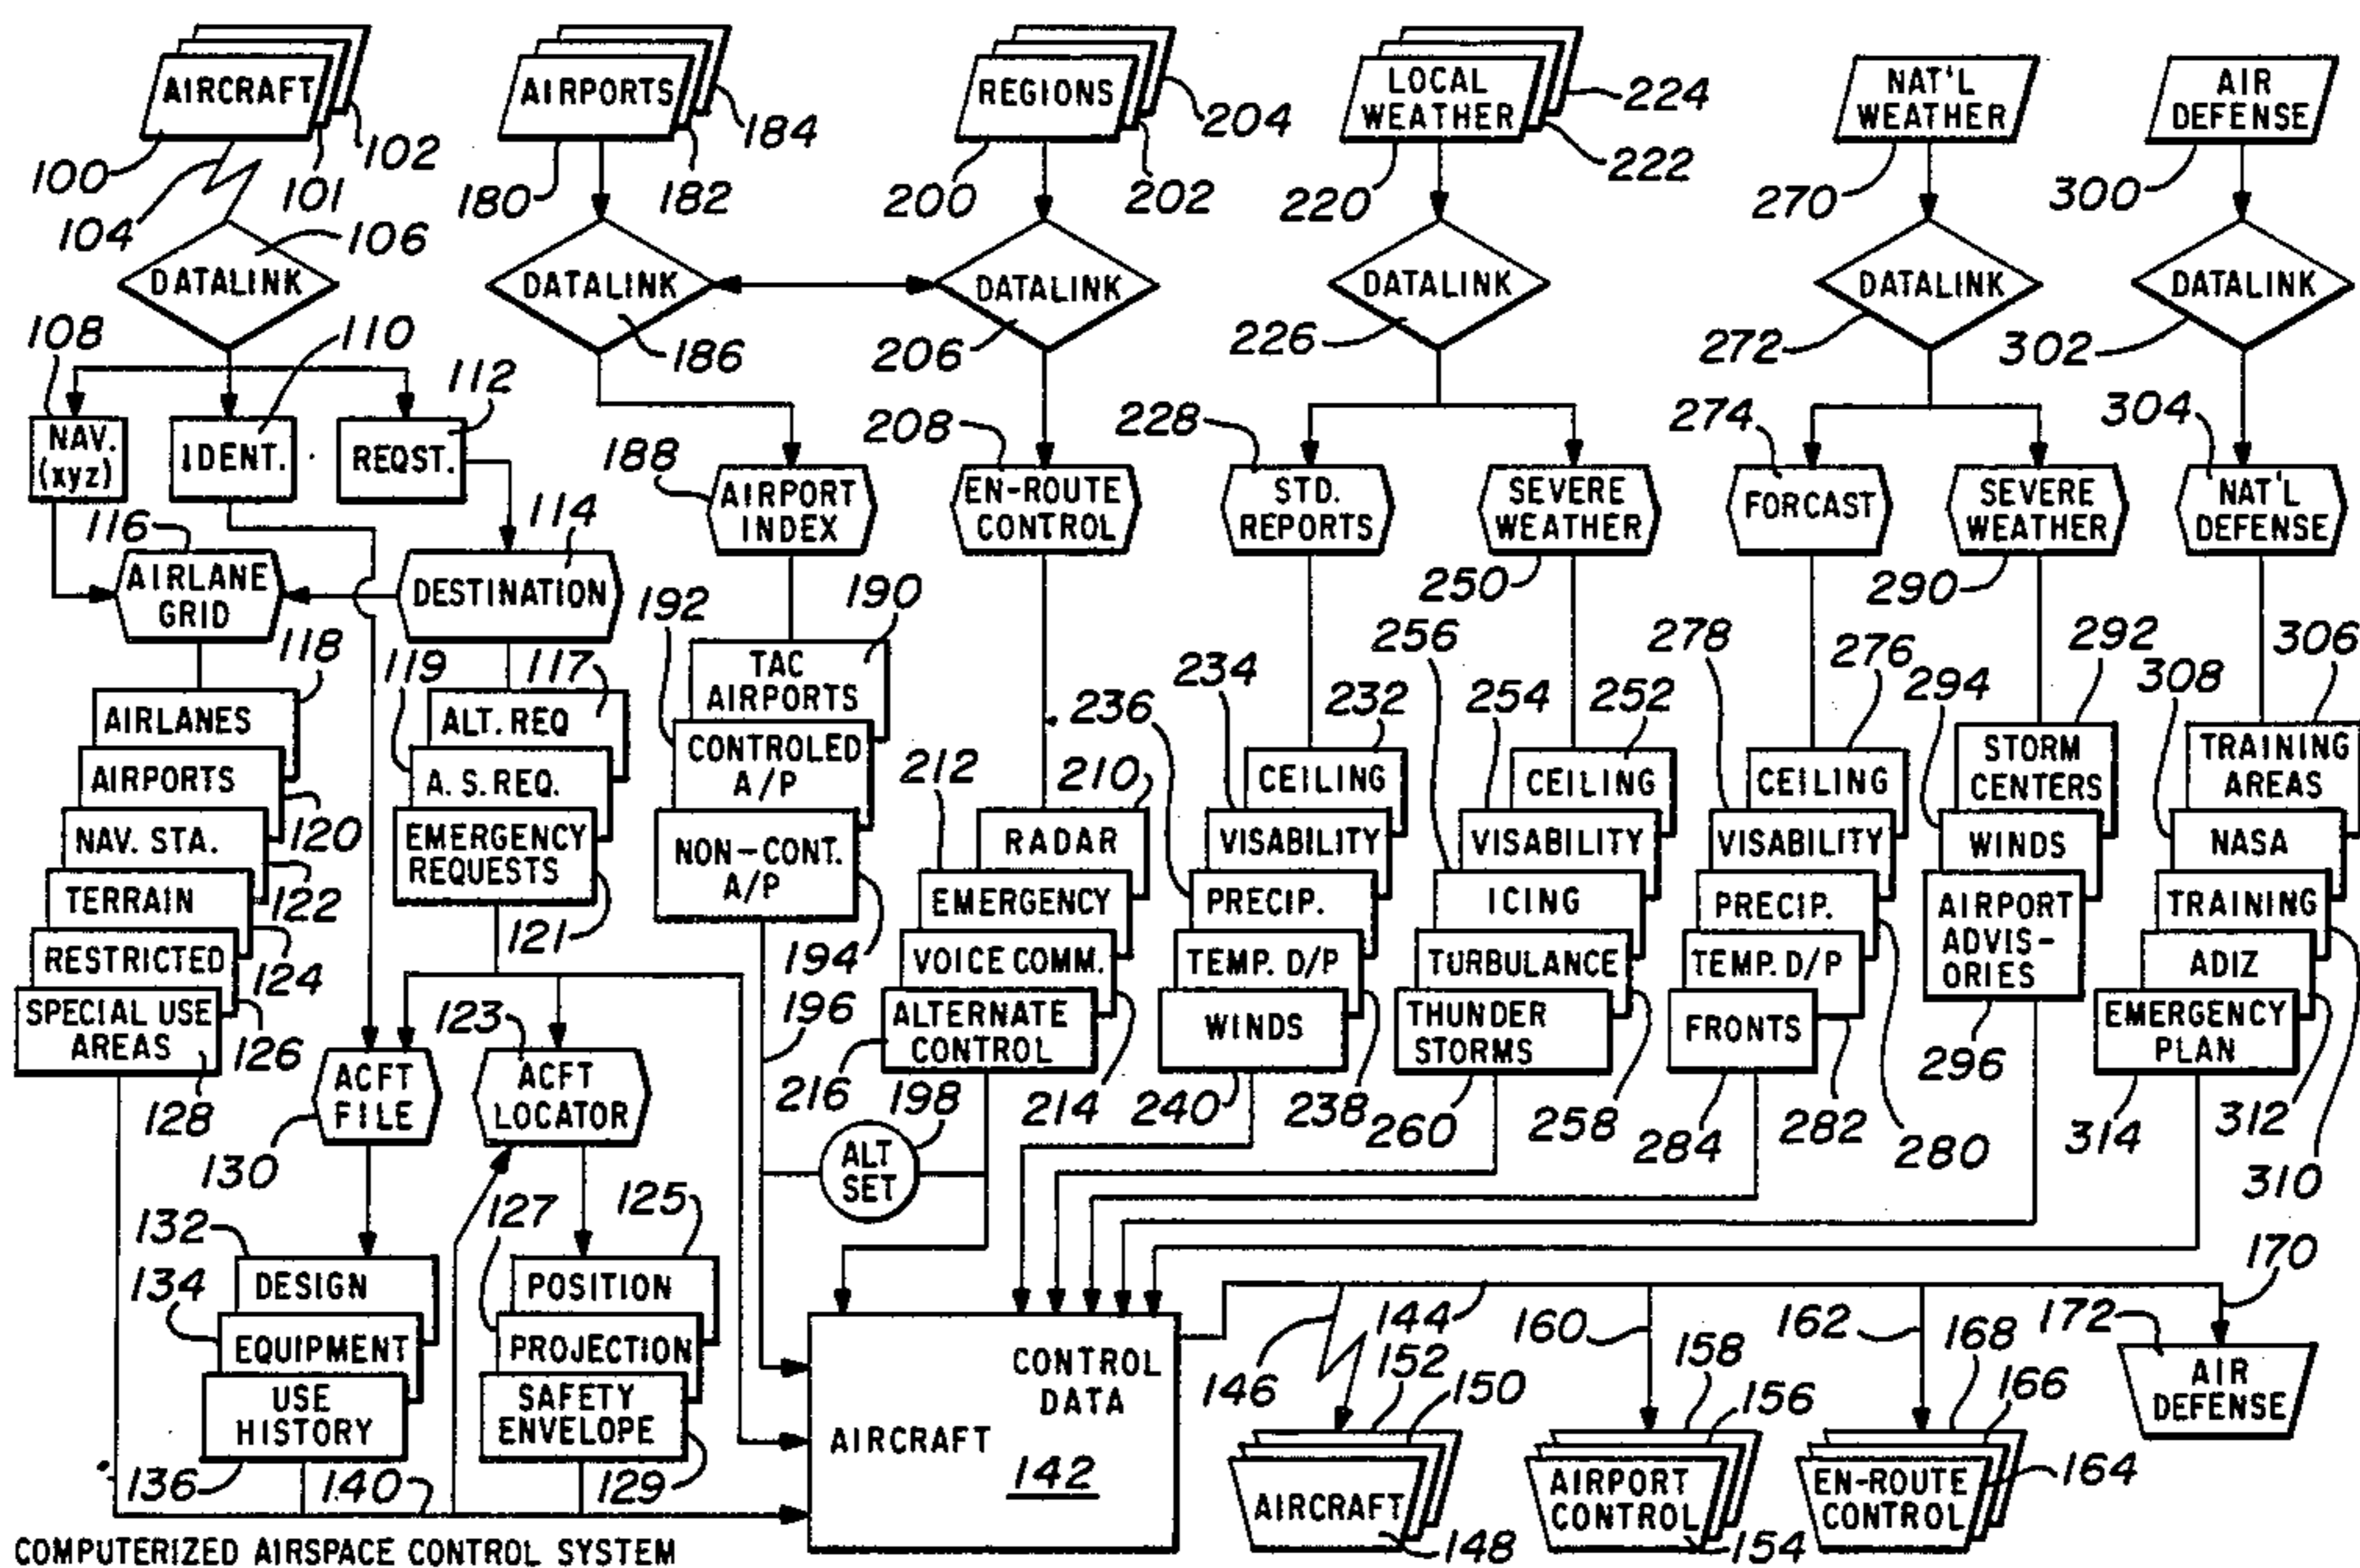 AIRCRAFT
AIRPORTS
REGIONS
LOCAL
WEATHER
NAT'L
WEATHER
AIR
DEFENSE
100
104
101
102
180
182
184
200
202
204
220
222
224
270
300
DATALINK
106
DATALINK
186
DATALINK
206
DATALINK
226
DATALINK
272
DATALINK
302
108
110
112
NAV.
(xyz)
IDENT.
REQST.
188
AIRPORT
INDEX
208
EN-ROUTE
CONTROL
228
STD.
REPORTS
SEVERE
WEATHER
250
274
FORCAST
SEVERE
WEATHER
290
304
NAT'L
DEFENSE
116
AIRLANE
GRID
114
DESTINATION
118
AIRLANES
AIRPORTS
120
NAV. STA.
122
TERRAIN
124
RESTRICTED
126
SPECIAL USE
AREAS
128
119
117
ALT. REQ
A. S. REQ.
EMERGENCY
REQUESTS
121
192
190
TAC
AIRPORTS
CONTROLED
A/P
NON-CONT.
A/P
194
196
212
210
RADAR
EMERGENCY
VOICE COMM.
ALTERNATE
CONTROL
216
214
198
ALT
SET
236
234
232
CEILING
VISABILITY
PRECIP.
TEMP. D/P
WINDS
240
238
256
254
252
CEILING
VISABILITY
ICING
TURBULANCE
THUNDER
STORMS
260
258
278
276
CEILING
VISABILITY
PRECIP.
TEMP. D/P
FRONTS
284
282
280
294
292
STORM
CENTERS
WINDS
AIRPORT
ADVIS-
ORIES
296
308
306
TRAINING
AREAS
NASA
TRAINING
ADIZ
EMERGENCY
PLAN
314
312
310
ACFT
FILE
130
123
ACFT
LOCATOR
132
134
DESIGN
EQUIPMENT
USE
HISTORY
136
140
127
125
POSITION
PROJECTION
SAFETY
ENVELOPE
129
CONTROL
DATA
AIRCRAFT
142
146
144
152
150
AIRCRAFT
148
160
158
156
AIRPORT
CONTROL
154
162
168
166
EN-ROUTE
CONTROL
164
170
172
AIR
DEFENSE
COMPUTERIZED AIRSPACE CONTROL SYSTEM